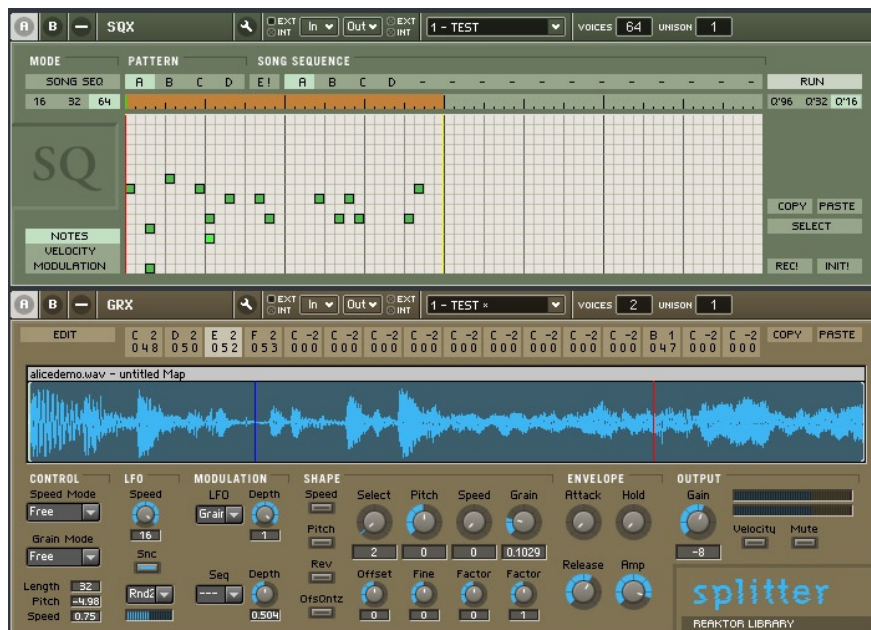 A B SQX EXT INT In Out EXT INT 1 - TEST VOICES 64 UNISON 1
MODE PATTERN SONG SEQUENCE
SONG SEQ A B C D E! A B C D - - - - - - - - - - - - RUN
16 32 64 Q'96 Q'32 Q'16
SQ
COPY PASTE
SELECT
NOTES
VELOCITY
MODULATION REC! INIT!
A B GRX EXT INT In Out EXT INT 1 - TEST × VOICES 2 UNISON 1
EDIT C 2 D 2 E 2 F 2 C -2 C -2 C -2 C -2 C -2 C -2 C -2 C -2 C -2 B 1 C -2 C -2 COPY PASTE
048 050 052 053 000 000 000 000 000 000 000 000 000 047 000 000
alicedemo.wav - untitled Map
CONTROL LFO MODULATION SHAPE ENVELOPE OUTPUT
Speed Mode Speed LFO Depth Speed Select Pitch Speed Grain Attack Hold Gain
Free Grain
Pitch Velocity Mute
Grain Mode 16 1 2 0 0 0.1029 -8
Free Snc
Rev
Seq Depth Offset Fine Factor Factor Release Amp
Length 32 Rnd2 --- OfsQntz
Pitch -4.98
Speed 0.75 0.504 0 0 0 1
splitter
REAKTOR LIBRARY